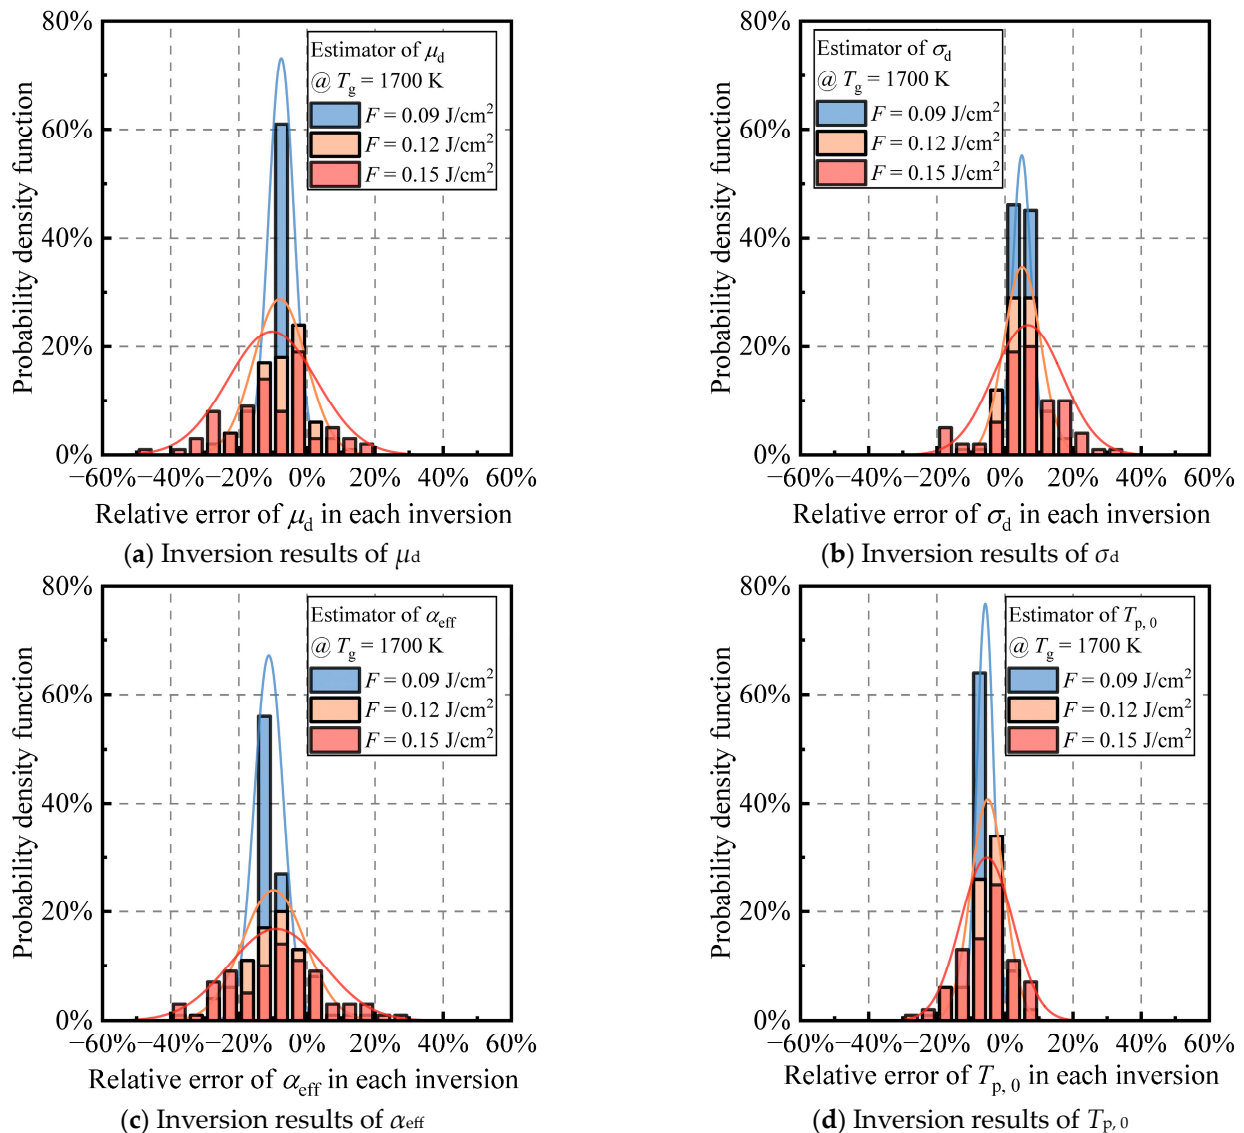 80%
60%
40%
20%
0%
Probability density function
Estimator of μd
@ Tg = 1700 K
F = 0.09 J/cm2
F = 0.12 J/cm2
F = 0.15 J/cm2
−60% −40% −20% 0% 20% 40% 60%
Relative error of μd in each inversion
(a) Inversion results of μd
80%
60%
40%
20%
0%
Probability density function
Estimator of σd
@ Tg = 1700 K
F = 0.09 J/cm2
F = 0.12 J/cm2
F = 0.15 J/cm2
−60% −40% −20% 0% 20% 40% 60%
Relative error of σd in each inversion
(b) Inversion results of σd
80%
60%
40%
20%
0%
Probability density function
Estimator of αeff
@ Tg = 1700 K
F = 0.09 J/cm2
F = 0.12 J/cm2
F = 0.15 J/cm2
−60% −40% −20% 0% 20% 40% 60%
Relative error of αeff in each inversion
(c) Inversion results of αeff
80%
60%
40%
20%
0%
Probability density function
Estimator of Tp, 0
@ Tg = 1700 K
F = 0.09 J/cm2
F = 0.12 J/cm2
F = 0.15 J/cm2
−60% −40% −20% 0% 20% 40% 60%
Relative error of Tp, 0 in each inversion
(d) Inversion results of Tp, 0